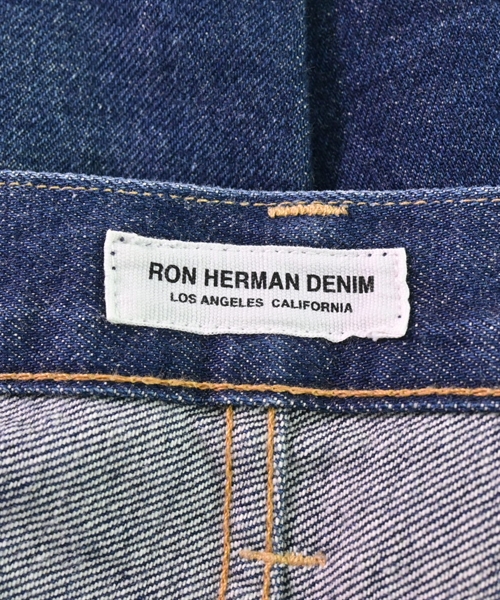 RON HERMAN DENIM
LOS ANGELES CALIFORNIA